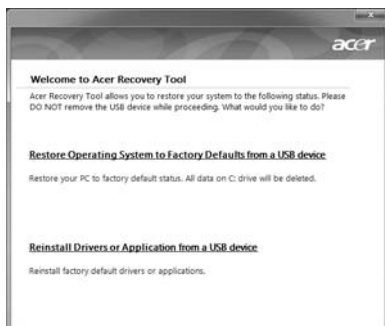 acer
Welcome to Acer Recovery Tool
Acer Recovery Tool allows you to restore your system to the following status. Please
DO NOT remove the USB device while proceeding. What would you like to do?
Restore Operating System to Factory Defaults from a USB device
Restore your PC to factory default status. All data on C: drive will be deleted.
Reinstall Drivers or Application from a USB device
Reinstall factory default drivers or applications.